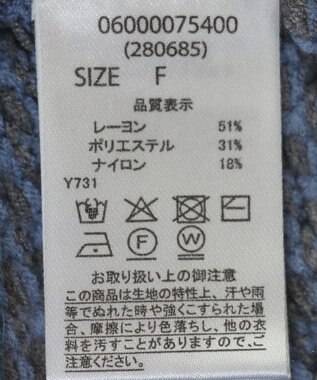 06000075400
(280685)
SIZE F
品質表示
レーヨン 51%
ポリエステル 31%
ナイロン 18%
Y731
F W
お取り扱い上の御注意
この商品は生地の特性上、汗や雨
等でぬれた時や強くこすられた場
合、摩擦により色落ちし、他の衣
料を汚すことがありますので、ご
注意ください。